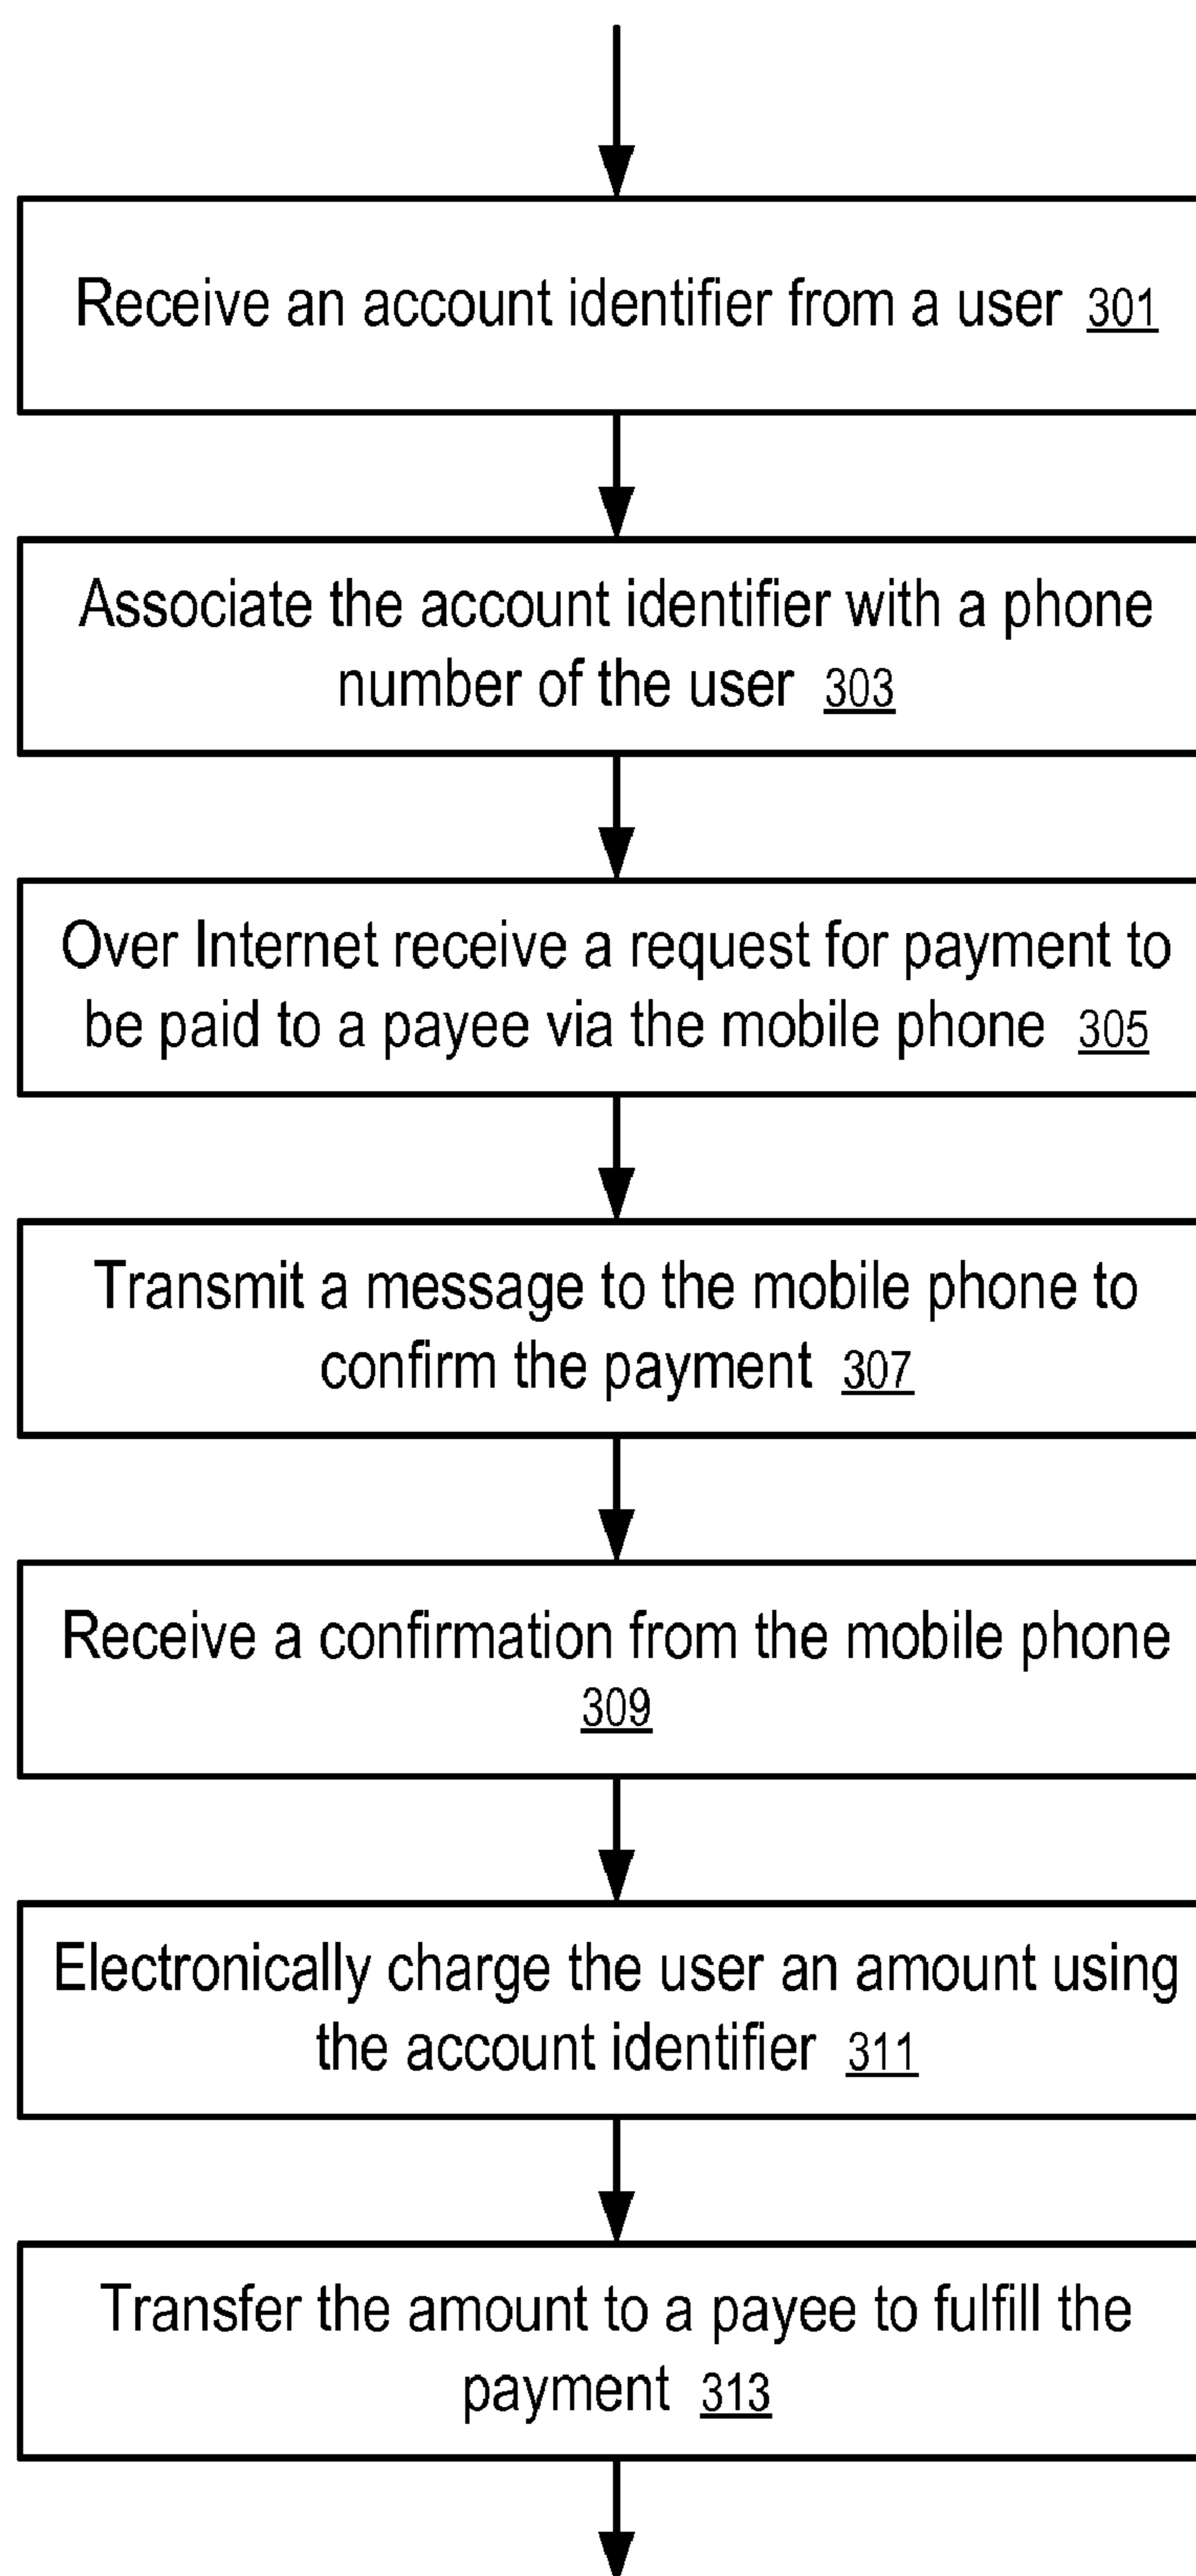 Receive an account identifier from a user 301
Associate the account identifier with a phone
number of the user 303
Over Internet receive a request for payment to
be paid to a payee via the mobile phone 305
Transmit a message to the mobile phone to
confirm the payment 307
Receive a confirmation from the mobile phone
309
Electronically charge the user an amount using
the account identifier 311
Transfer the amount to a payee to fulfill the
payment 313